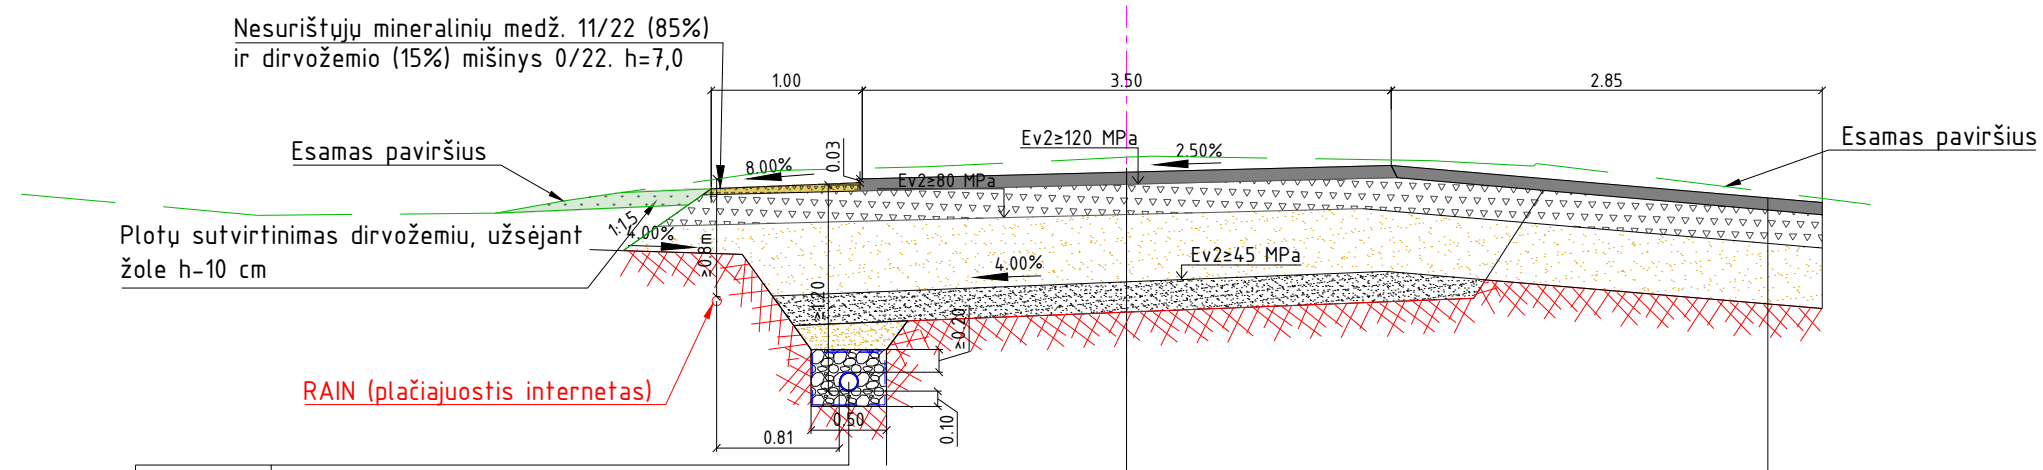 Nesurištųjų mineralinių medž. 11/22 (85%)
ir dirvožemio (15%) mišinys 0/22. h=7,0
1.00
3.50
2.85
Esamas paviršius
8.00%
0.03
Ev2≥120 MPa
2.50%
Esamas paviršius
Ev2≥80 MPa
1:1.5
Plotų sutvirtinimas dirvožemiu, užsėjant
žole h-10 cm
4.00%
≥0.8m
4.00%
Ev2≥45 MPa
≥1.20
≥0.20
RAIN (plačiajuostis internetas)
0.50
0.10
0.81